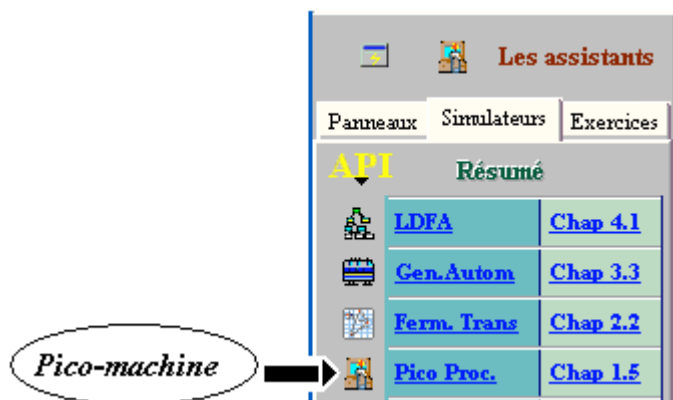 Les assistants
Panneaux Simulateurs Exercices
API Résumé
LDFA Chap 4.1
Gen.Autom Chap 3.3
Ferm. Trans Chap 2.2
Pico-machine Pico Proc. Chap 1.5